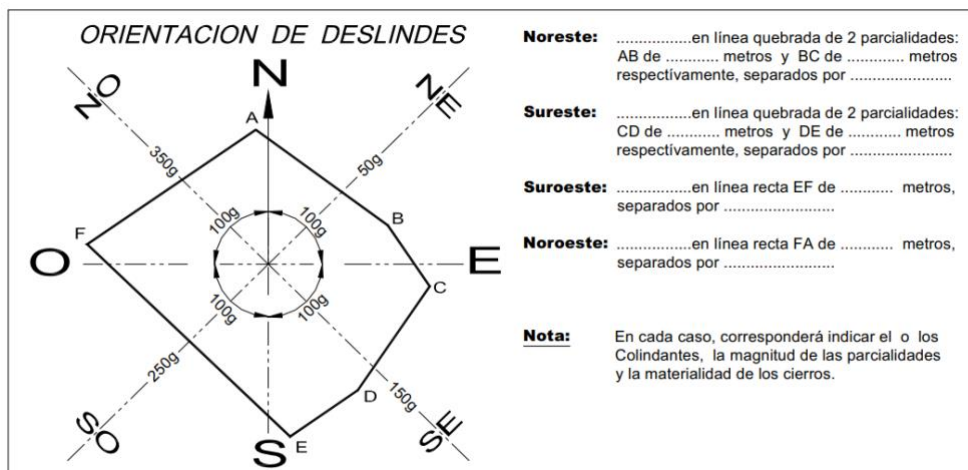 ORIENTACION DE DESLINDES
N
NO
NE
A
350g
50g
100g
100g
B
F
O
E
C
100g
100g
250g
150g
D
SO
SE
S
E
Noreste: .................en línea quebrada de 2 parcialidades:
AB de ............ metros y BC de ............. metros
respectívamente, separados por .......................
Sureste: .................en línea quebrada de 2 parcialidades:
CD de ............ metros y DE de ............ metros
respectívamente, separados por .......................
Suroeste: .................en línea recta EF de ............ metros,
separados por .........................
Noroeste: .................en línea recta FA de ............ metros,
separados por .........................
Nota: En cada caso, corresponderá indicar el o los
Colindantes, la magnitud de las parcialidades
y la materialidad de los cierros.